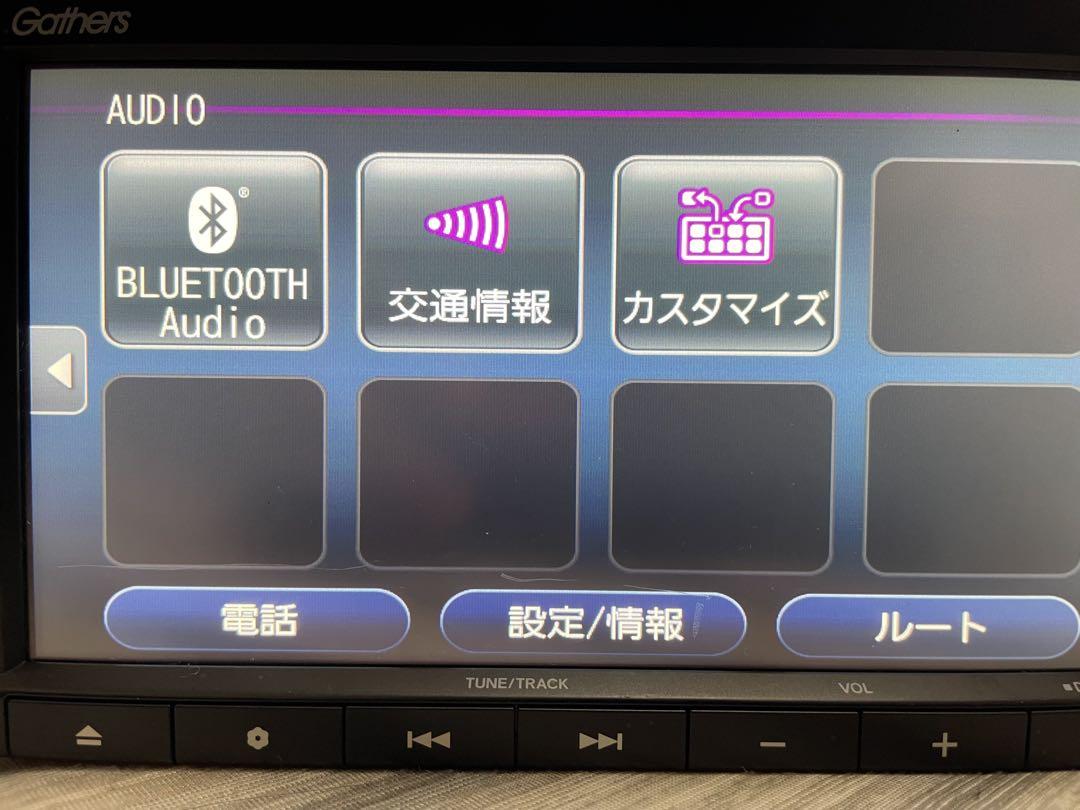 Gathers
AUDIO
BLUETOOTH
Audio
交通情報
カスタマイズ
電話
設定/情報
ルート
TUNE/TRACK
VOL